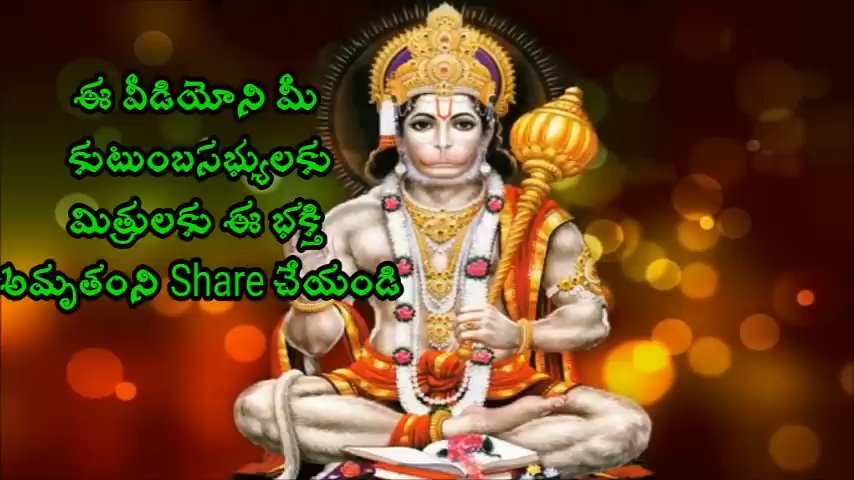 ఈ వీడియోని మీ
కుటుంబసభ్యులకు
మిత్రులకు ఈ భక్తి
అమృతంని Share చేయండి